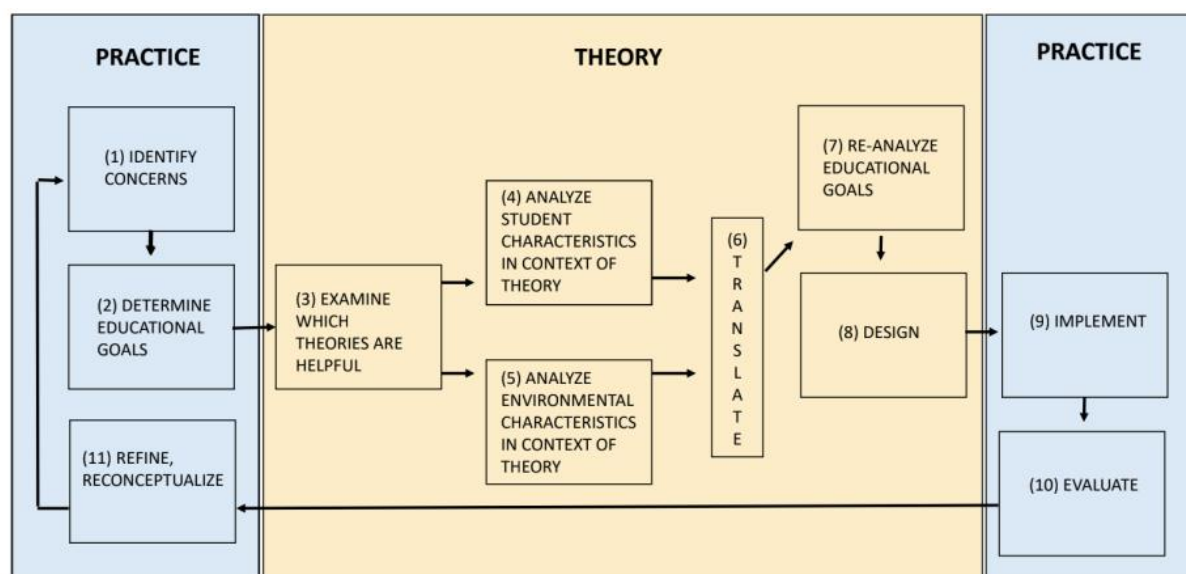 PRACTICE
THEORY
PRACTICE
(1) IDENTIFY
CONCERNS
(2) DETERMINE
EDUCATIONAL
GOALS
(3) EXAMINE
WHICH
THEORIES ARE
HELPFUL
(4) ANALYZE
STUDENT
CHARACTERISTICS
IN CONTEXT OF
THEORY
(5) ANALYZE
ENVIRONMENTAL
CHARACTERISTICS
IN CONTEXT OF
THEORY
(6)
T
R
A
N
S
L
A
T
E
(7) RE-ANALYZE
EDUCATIONAL
GOALS
(8) DESIGN
(9) IMPLEMENT
(10) EVALUATE
(11) REFINE,
RECONCEPTUALIZE